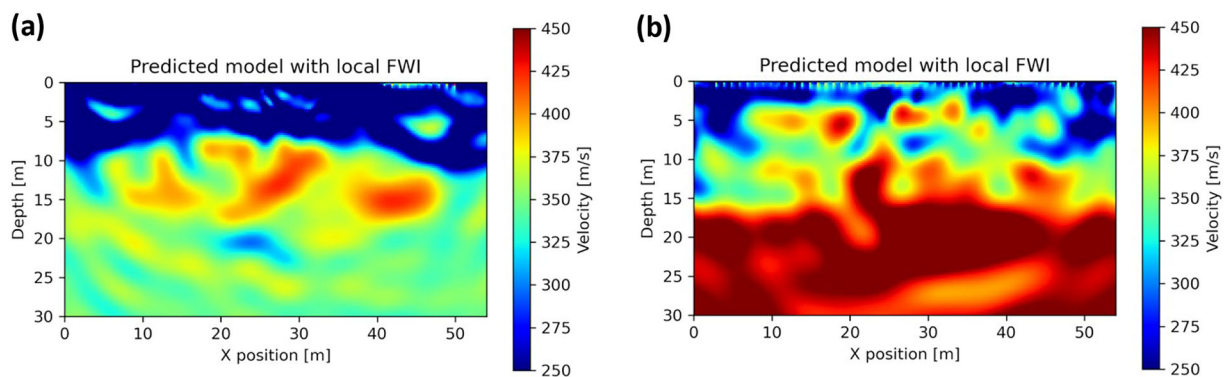 (a)
Predicted model with local FWI
0
5
10
15
20
25
30
Depth [m]
0 10 20 30 40 50
X position [m]
450
425
400
375
350
325
300
275
250
Velocity [m/s]
(b)
Predicted model with local FWI
0
5
10
15
20
25
30
Depth [m]
0 10 20 30 40 50
X position [m]
450
425
400
375
350
325
300
275
250
Velocity [m/s]